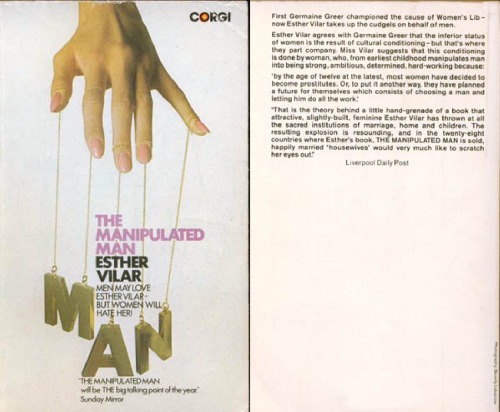 CORGI
THE
MANIPULATED
MAN
ESTHER
VILAR
MEN MAY LOVE
ESTHER VILAR–
BUT WOMEN WILL
HATE HER!
MAN
"THE MANIPULATED MAN
will be THE big talking point of the year."
Sunday Mirror
First Germaine Greer championed the cause of Women's Lib –
now Esther Vilar takes up the cudgels on behalf of men.
Esther Vilar agrees with Germaine Greer that the inferior status
of women is the result of cultural conditioning – but that's where
they part company. Miss Vilar suggests that this conditioning
is done by woman, who, from earliest childhood manipulates man
into being strong, ambitious, determined, hard-working because:
'by the age of twelve at the latest, most women have decided to
become prostitutes. Or, to put it another way, they have planned
a future for themselves which consists of choosing a man and
letting him do all the work.'
"That is the theory behind a little hand-grenade of a book that
attractive, slightly-built, feminine Esther Vilar has thrown at all
the sacred institutions of marriage, home and children. The
resulting explosion is resounding, and in the twenty-eight
countries where Esther's book, THE MANIPULATED MAN is sold,
happily married 'housewives' would very much like to scratch
her eyes out."
Liverpool Daily Post